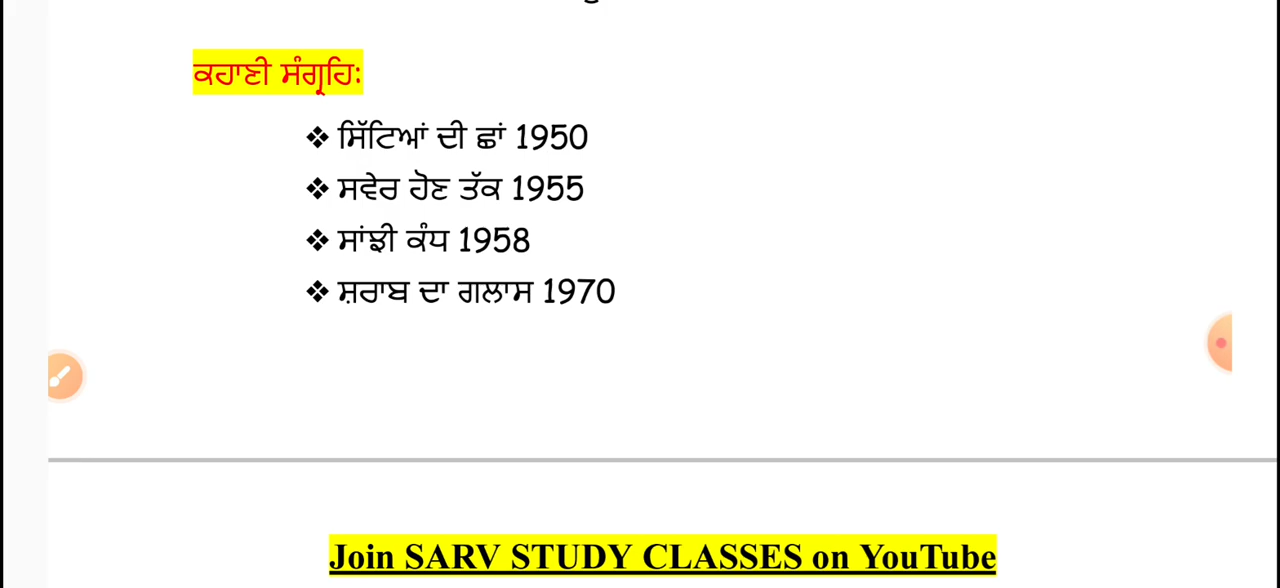 ਕਹਾਣੀ ਸੰਗ੍ਰਹਿ:
❖ ਸਿੱਟਿਆਂ ਦੀ ਛਾਂ 1950
❖ ਸਵੇਰ ਹੋਣ ਤੱਕ 1955
❖ ਸਾਂਝੀ ਕੰਧ 1958
❖ ਸ਼ਰਾਬ ਦਾ ਗਲਾਸ 1970
Join SARV STUDY CLASSES on YouTube